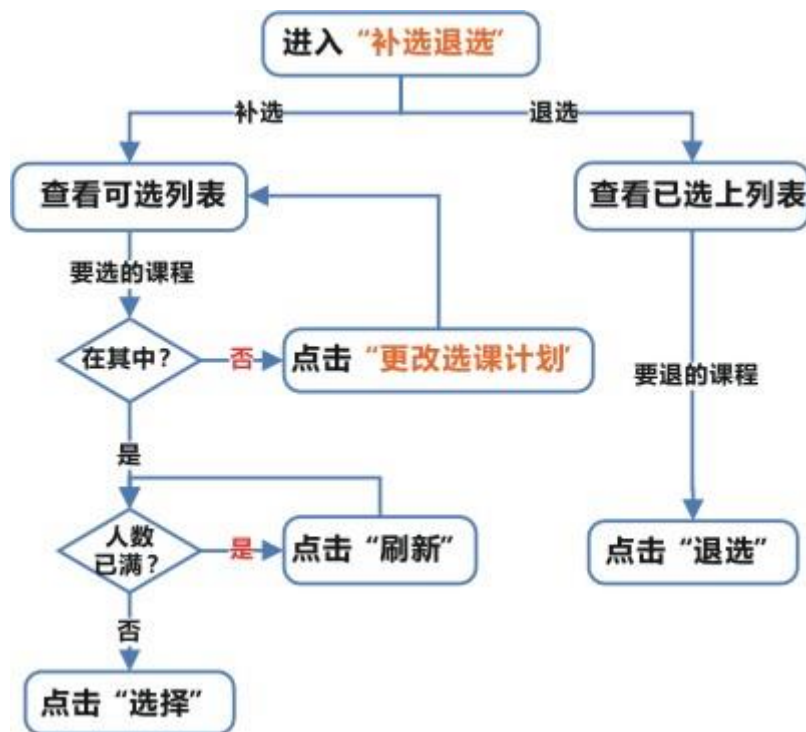 进入“补选退选”
补选
退选
查看可选列表
查看已选上列表
要选的课程
在其中？
否
点击“更改选课计划’
要退的课程
是
人数
已满？
是
点击“刷新”
点击“退选”
否
点击“选择”